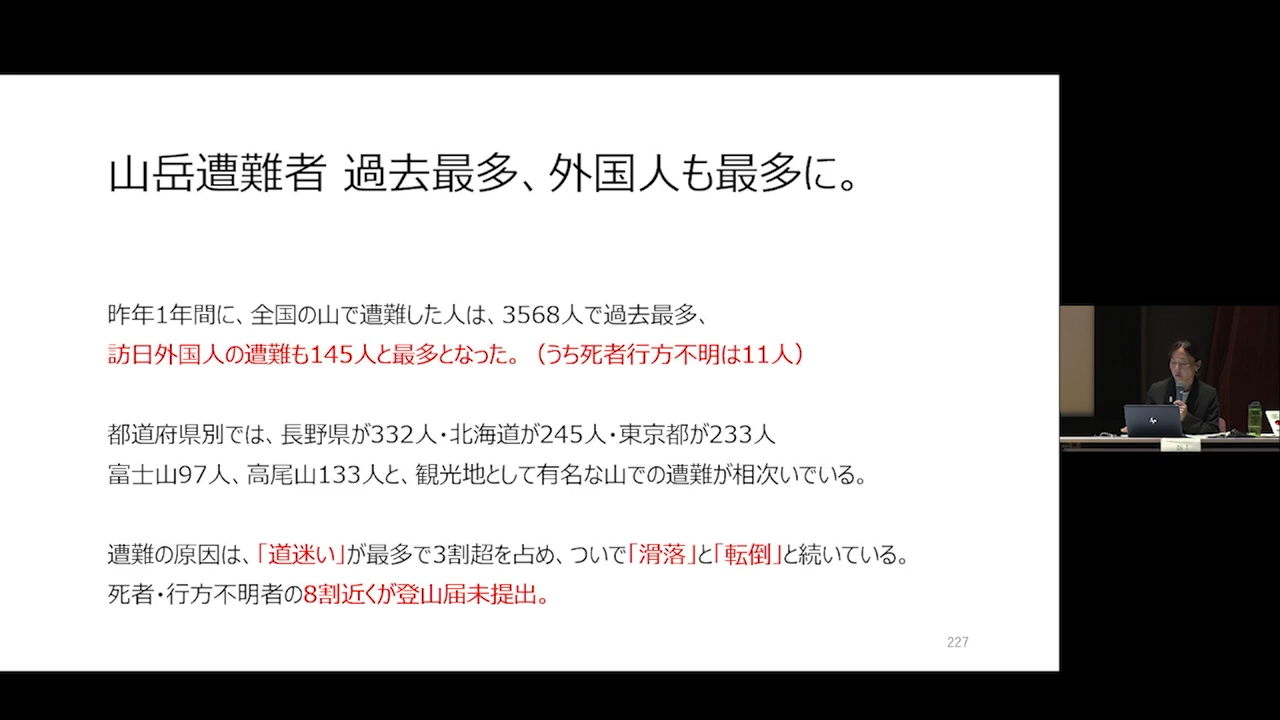 山岳遭難者 過去最多、外国人も最多に。
昨年1年間に、全国の山で遭難した人は、3568人で過去最多、
訪日外国人の遭難も145人と最多となった。（うち死者行方不明は11人）
都道府県別では、長野県が332人・北海道が245人・東京都が233人
富士山97人、高尾山133人と、観光地として有名な山での遭難が相次いでいる。
遭難の原因は、「道迷い」が最多で3割超を占め、ついで「滑落」と「転倒」と続いている。
死者・行方不明者の8割近くが登山届未提出。
227
hp